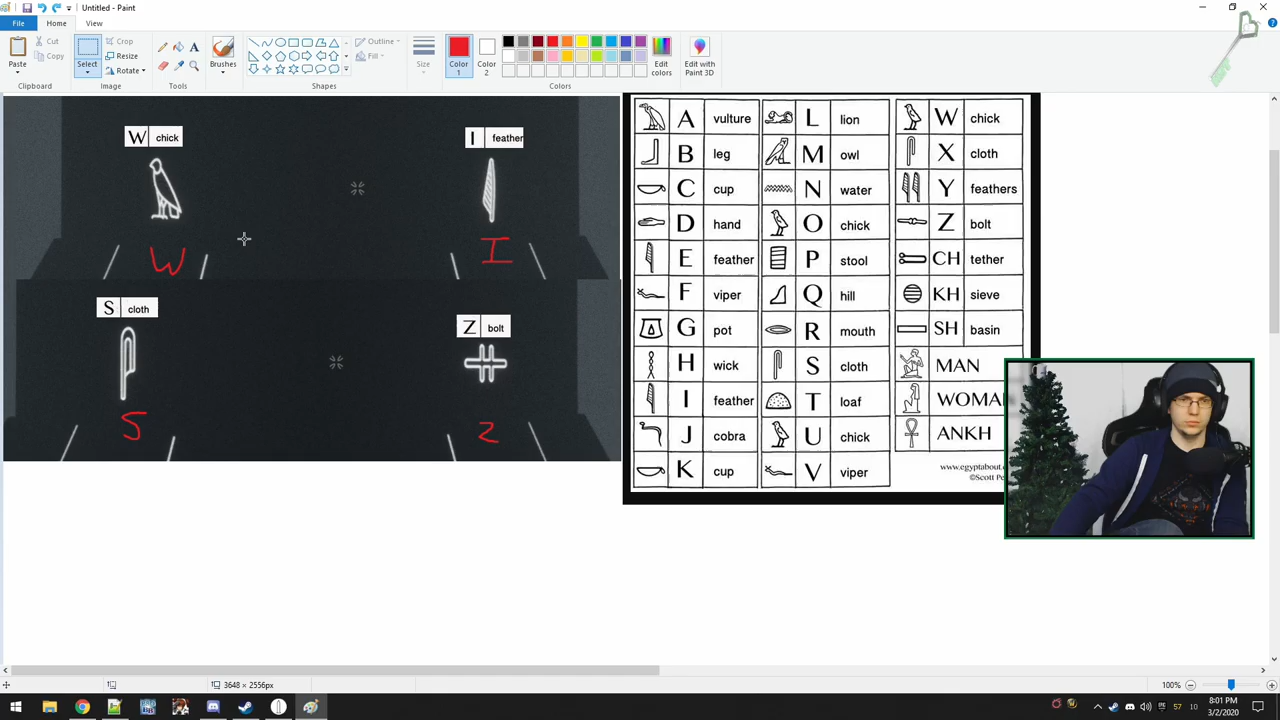 Untitled - Paint
File
Home
View
Paste
Cut
Copy
Clipboard
Select
Crop
Resize
Rotate
Image
Tools
Brushes
Shapes
Outline
Fill
Size
Color 1
Color 2
Edit colors
Colors
Edit with Paint 3D
W chick
I feather
W
I
S cloth
Z bolt
S
Z
A vulture L lion W chick
B leg M owl X cloth
C cup N water Y feathers
D hand O chick Z bolt
E feather P stool CH tether
F viper Q hill KH sieve
G pot R mouth SH basin
H wick S cloth MAN
I feather T loaf WOMA
J cobra U chick ANKH
K cup V viper
www.egyptabout.
©Scott Pe
3648 × 2556px
100%
57 10
8:01 PM
3/2/2020